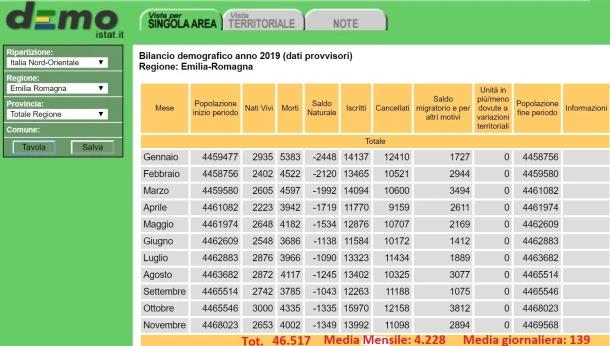 demo
istat.it
Vista per
SINGOLA AREA
Vista
TERRITORIALE
NOTE
Ripartizione:
Italia Nord-Orientale
Regione:
Emilia Romagna
Provincia:
Totale Regione
Comune:
Tavola Salva
Bilancio demografico anno 2019 (dati provvisori)
Regione: Emilia-Romagna
Mese Popolazione inizio periodo Nati Vivi Morti Saldo Naturale Iscritti Cancellati Saldo migratorio e per altri motivi Unità in più/meno dovute a variazioni territoriali Popolazione fine periodo Informazioni
Totale
Gennaio 4459477 2935 5383 -2448 14137 12410 1727 0 4458756
Febbraio 4458756 2402 4522 -2120 13465 10521 2944 0 4459580
Marzo 4459580 2605 4597 -1992 14094 10600 3494 0 4461082
Aprile 4461082 2223 3942 -1719 11770 9159 2611 0 4461974
Maggio 4461974 2648 4182 -1534 12876 10707 2169 0 4462609
Giugno 4462609 2548 3686 -1138 11584 10172 1412 0 4462883
Luglio 4462883 2876 3966 -1090 13323 11434 1889 0 4463682
Agosto 4463682 2872 4117 -1245 13402 10325 3077 0 4465514
Settembre 4465514 2742 3785 -1043 12263 11188 1075 0 4465546
Ottobre 4465546 3000 4335 -1335 15970 12158 3812 0 4468023
Novembre 4468023 2653 4002 -1349 13992 11098 2894 0 4469568
Tot. 46.517 Media Mensile: 4.228 Media giornaliera: 139